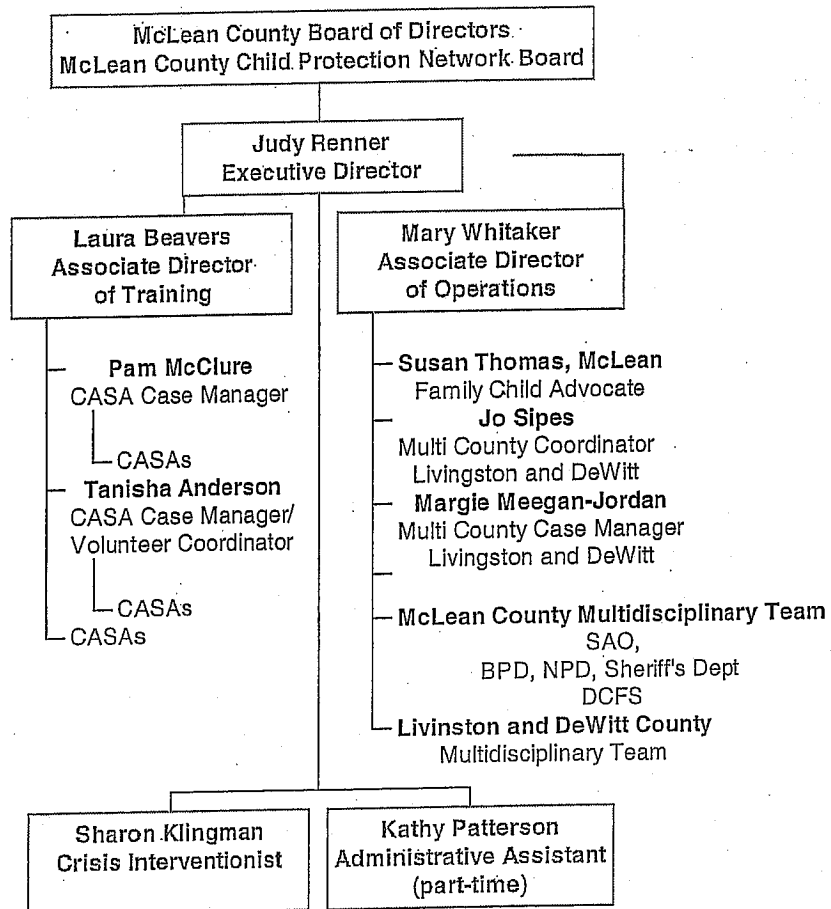 McLean County Board of Directors
McLean County Child Protection Network Board
Judy Renner
Executive Director
Laura Beavers
Associate Director
of Training
Pam McClure
CASA Case Manager
CASAs
Tanisha Anderson
CASA Case Manager/
Volunteer Coordinator
CASAs
CASAs
Mary Whitaker
Associate Director
of Operations
Susan Thomas, McLean
Family Child Advocate
Jo Sipes
Multi County Coordinator
Livingston and DeWitt
Margie Meegan-Jordan
Multi County Case Manager
Livingston and DeWitt
McLean County Multidisciplinary Team
SAO,
BPD, NPD, Sheriff's Dept
DCFS
Livinston and DeWitt County
Multidisciplinary Team
Sharon Klingman
Crisis Interventionist
Kathy Patterson
Administrative Assistant
(part-time)